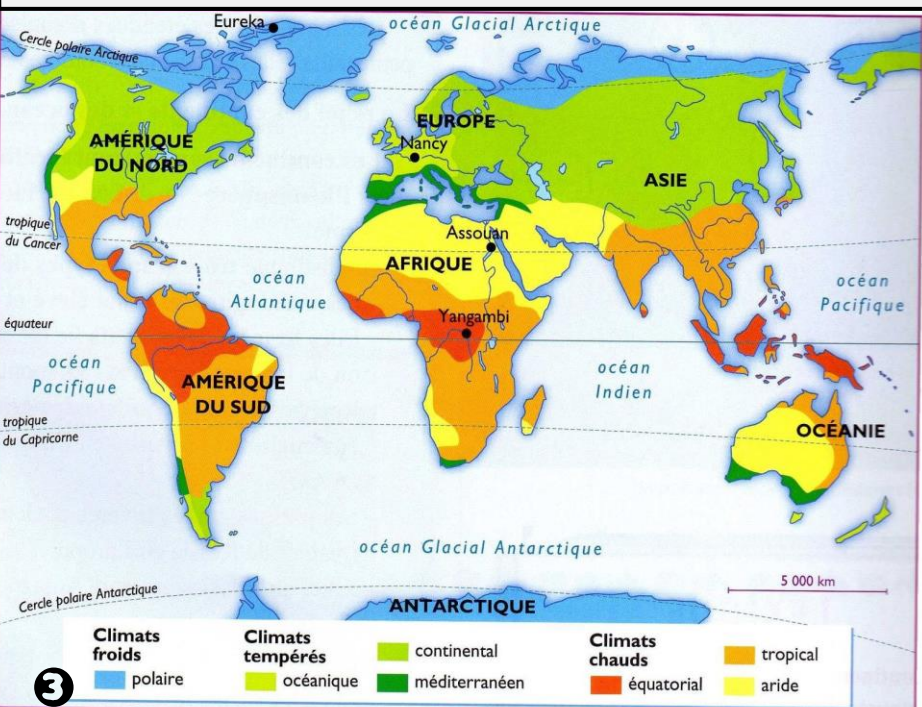 Eureka
océan Glacial Arctique
Cercle polaire Arctique
AMÉRIQUE
DU NORD
EUROPE
Nancy
ASIE
tropique
du Cancer
Assouan
AFRIQUE
océan
Atlantique
océan
Pacifique
équateur
Yangambi
océan
Pacifique
AMÉRIQUE
DU SUD
océan
Indien
tropique
du Capricorne
OCÉANIE
océan Glacial Antarctique
Cercle polaire Antarctique
ANTARCTIQUE
5 000 km
Climats
froids
polaire
Climats
tempérés
océanique
continental
méditerranéen
Climats
chauds
équatorial
tropical
aride
3